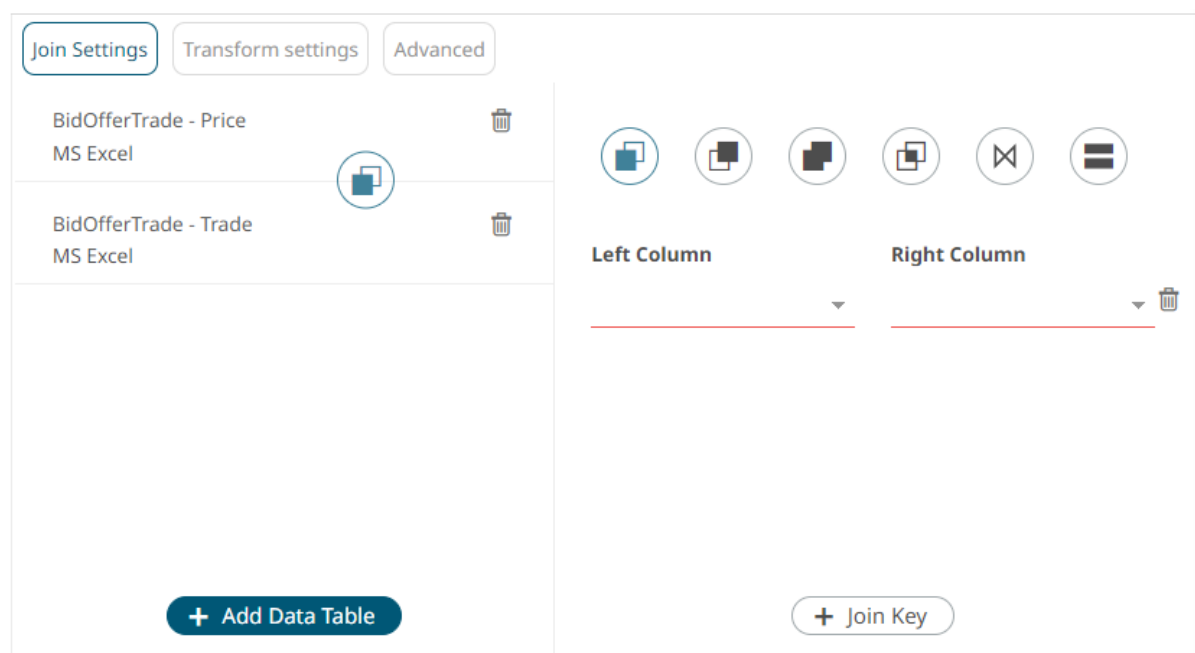 Join Settings
Transform settings
Advanced
BidOfferTrade - Price
MS Excel
BidOfferTrade - Trade
MS Excel
+ Add Data Table
Left Column
Right Column
+ Join Key